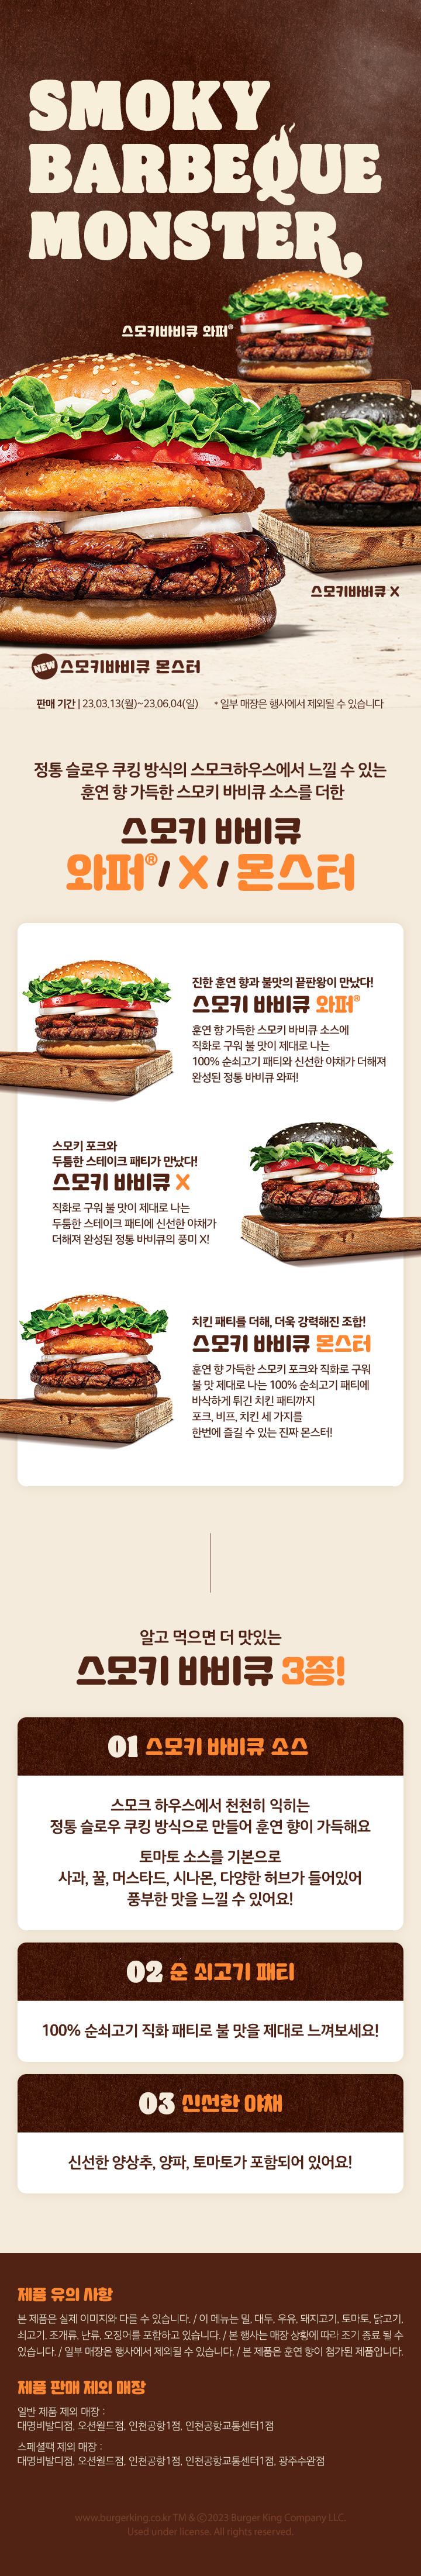 SMOKY
BARBEQUE
MONSTER
스모키바비큐 와퍼®
스모키바비큐 X
NEW 스모키바비큐 몬스터
판매 기간 | 23.03.13(월)~23.06.04(일) * 일부 매장은 행사에서 제외될 수 있습니다
정통 슬로우 쿠킹 방식의 스모크하우스에서 느낄 수 있는
훈연 향 가득한 스모키 바비큐 소스를 더한
스모키 바비큐
와퍼®/ X / 몬스터
진한 훈연 향과 불맛의 끝판왕이 만났다!
스모키 바비큐 와퍼®
훈연 향 가득한 스모키 바비큐 소스에
직화로 구워 불 맛이 제대로 나는
100% 순쇠고기 패티와 신선한 야채가 더해져
완성된 정통 바비큐 와퍼!
스모키 포크와
두툼한 스테이크 패티가 만났다!
스모키 바비큐 X
직화로 구워 불 맛이 제대로 나는
두툼한 스테이크 패티에 신선한 야채가
더해져 완성된 정통 바비큐의 풍미 X!
치킨 패티를 더해, 더욱 강력해진 조합!
스모키 바비큐 몬스터
훈연 향 가득한 스모키 포크와 직화로 구워
불 맛 제대로 나는 100% 순쇠고기 패티에
바삭하게 튀긴 치킨 패티까지
포크, 비프, 치킨 세 가지를
한번에 즐길 수 있는 진짜 몬스터!
알고 먹으면 더 맛있는
스모키 바비큐 3종!
01 스모키 바비큐 소스
스모크 하우스에서 천천히 익히는
정통 슬로우 쿠킹 방식으로 만들어 훈연 향이 가득해요
토마토 소스를 기본으로
사과, 꿀, 머스타드, 시나몬, 다양한 허브가 들어있어
풍부한 맛을 느낄 수 있어요!
02 순 쇠고기 패티
100% 순쇠고기 직화 패티로 불 맛을 제대로 느껴보세요!
03 신선한 야채
신선한 양상추, 양파, 토마토가 포함되어 있어요!
제품 유의 사항
본 제품은 실제 이미지와 다를 수 있습니다. / 이 메뉴는 밀, 대두, 우유, 돼지고기, 토마토, 닭고기,
쇠고기, 조개류, 난류, 오징어를 포함하고 있습니다. / 본 행사는 매장 상황에 따라 조기 종료 될 수
있습니다. / 일부 매장은 행사에서 제외될 수 있습니다. / 본 제품은 훈연 향이 첨가된 제품입니다.
제품 판매 제외 매장
일반 제품 제외 매장 :
대명비발디점, 오션월드점, 인천공항1점, 인천공항교통센터1점
스페셜팩 제외 매장 :
대명비발디점, 오션월드점, 인천공항1점, 인천공항교통센터1점, 광주수완점
www.burgerking.co.kr TM & ⓒ2023 Burger King Company LLC.
Used under license. All rights reserved.